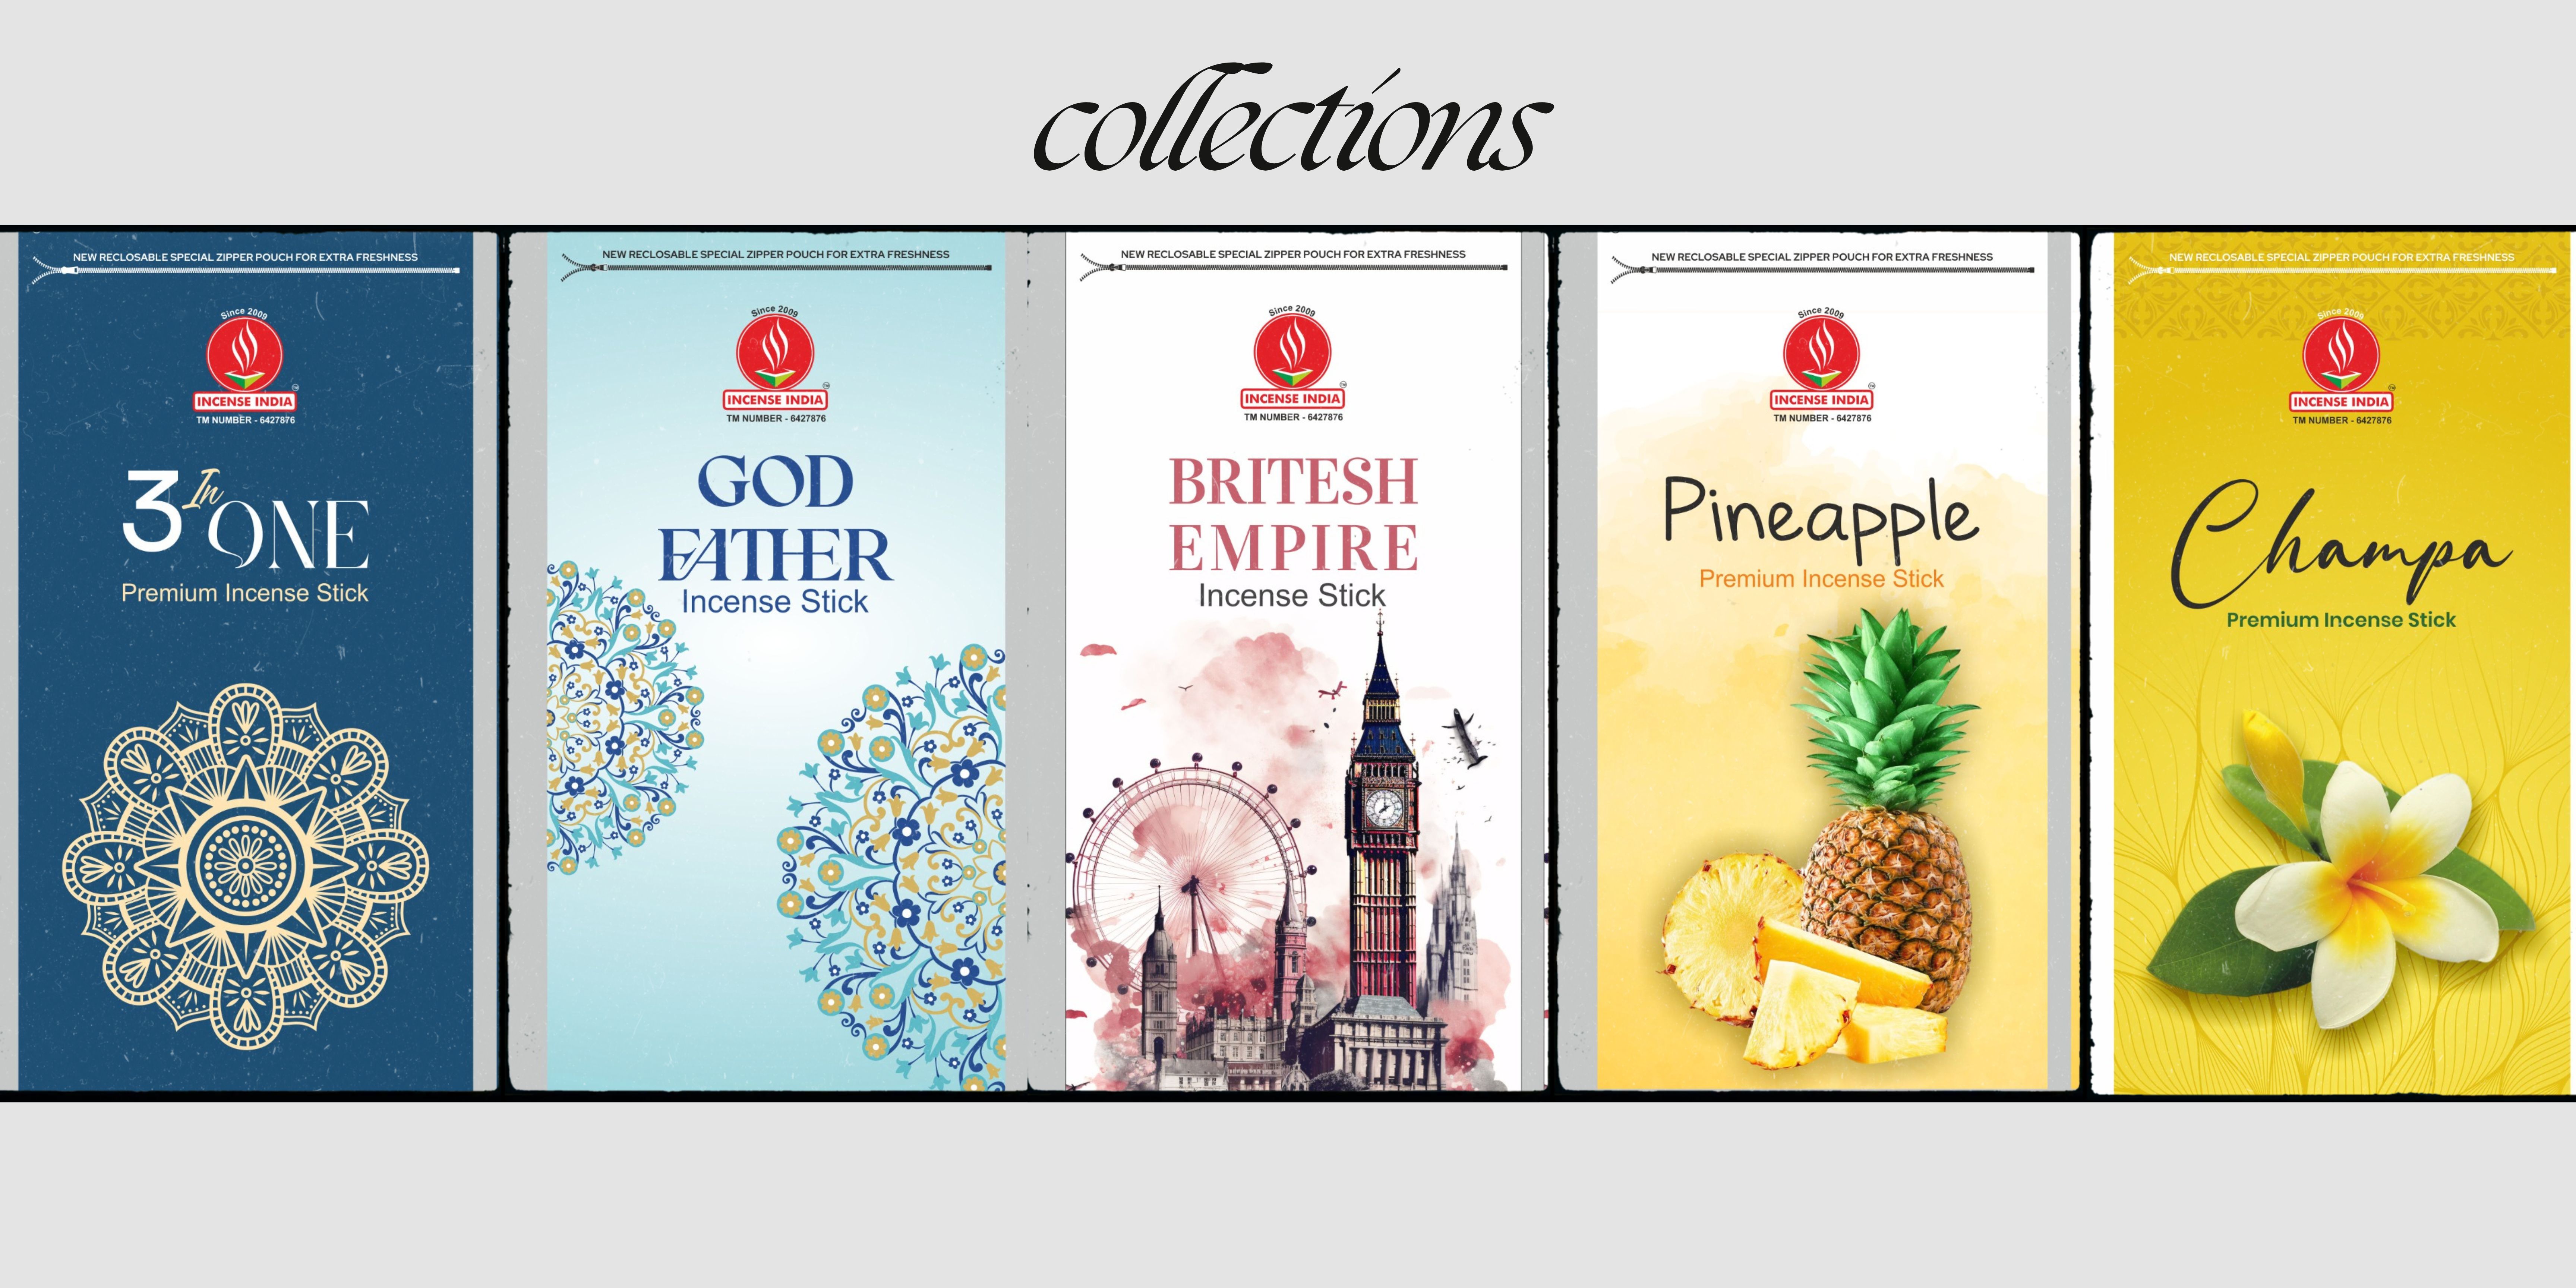 collections
NEW RECLOSABLE SPECIAL ZIPPER POUCH FOR EXTRA FRESHNESS
Since 2009
INCENSE INDIA
TM
TM NUMBER - 6427876
3 In ONE
Premium Incense Stick
NEW RECLOSABLE SPECIAL ZIPPER POUCH FOR EXTRA FRESHNESS
Since 2009
INCENSE INDIA
TM
TM NUMBER - 6427876
GOD
FATHER
Incense Stick
NEW RECLOSABLE SPECIAL ZIPPER POUCH FOR EXTRA FRESHNESS
Since 2009
INCENSE INDIA
TM
TM NUMBER - 6427876
BRITESH
EMPIRE
Incense Stick
NEW RECLOSABLE SPECIAL ZIPPER POUCH FOR EXTRA FRESHNESS
Since 2009
INCENSE INDIA
TM
TM NUMBER - 6427876
Pineapple
Premium Incense Stick
NEW RECLOSABLE SPECIAL ZIPPER POUCH FOR EXTRA FRESHNESS
Since 2009
INCENSE INDIA
TM
TM NUMBER - 6427876
Champa
Premium Incense Stick